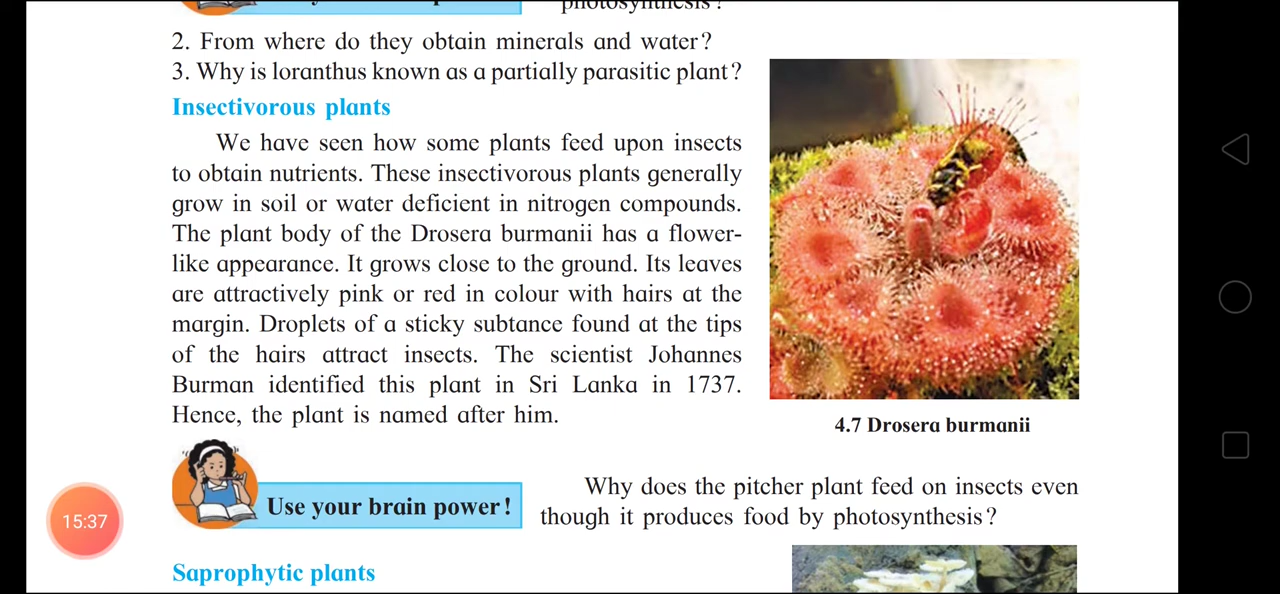 photosynthesis?
2. From where do they obtain minerals and water?
3. Why is loranthus known as a partially parasitic plant?
Insectivorous plants
We have seen how some plants feed upon insects
to obtain nutrients. These insectivorous plants generally
grow in soil or water deficient in nitrogen compounds.
The plant body of the Drosera burmanii has a flower-
like appearance. It grows close to the ground. Its leaves
are attractively pink or red in colour with hairs at the
margin. Droplets of a sticky subtance found at the tips
of the hairs attract insects. The scientist Johannes
Burman identified this plant in Sri Lanka in 1737.
Hence, the plant is named after him.
4.7 Drosera burmanii
Use your brain power!
Why does the pitcher plant feed on insects even
though it produces food by photosynthesis?
15:37
Saprophytic plants